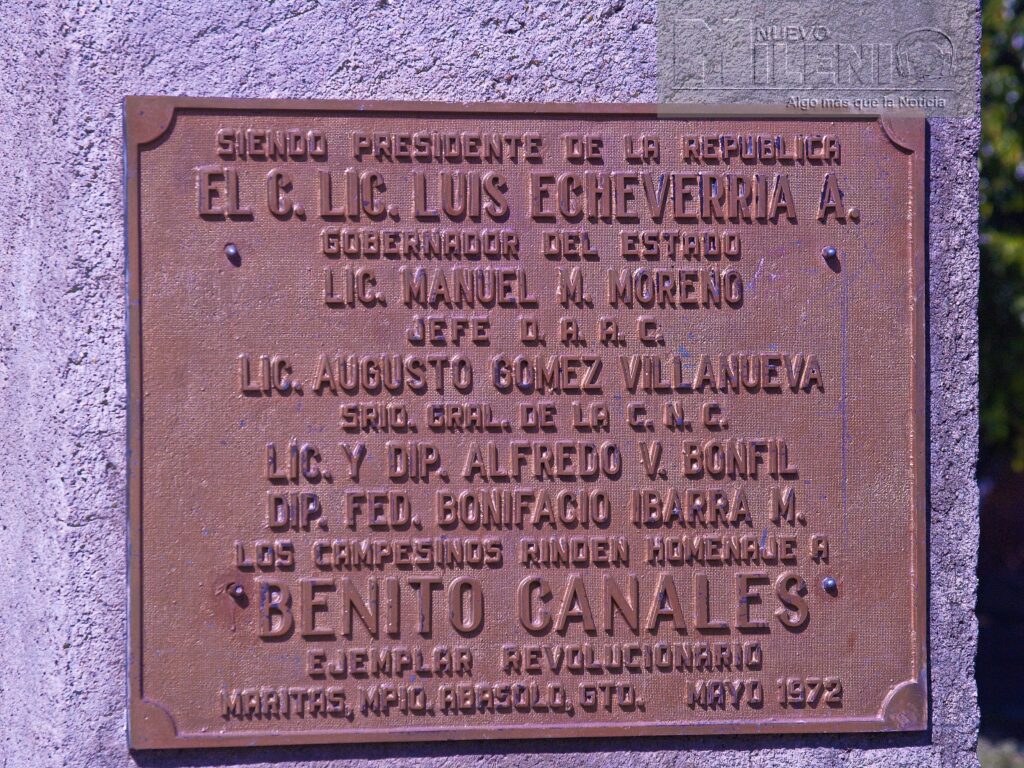 NUEVO
MILENIO
Algo más que la Noticia
SIENDO PRESIDENTE DE LA REPUBLICA
EL C. LIC. LUIS ECHEVERRIA A.
GOBERNADOR DEL ESTADO
LIC. MANUEL M. MORENO
JEFE D. A. A. C.
LIC. AUGUSTO GOMEZ VILLANUEVA
SRIO. GRAL. DE LA C. N. C.
LIC. Y DIP. ALFREDO V. BONFIL
DIP. FED. BONIFACIO IBARRA M.
LOS CAMPESINOS RINDEN HOMENAJE A
BENITO CANALES
EJEMPLAR REVOLUCIONARIO
MARITAS, MPIO. ABASOLO, GTO. MAYO 1972